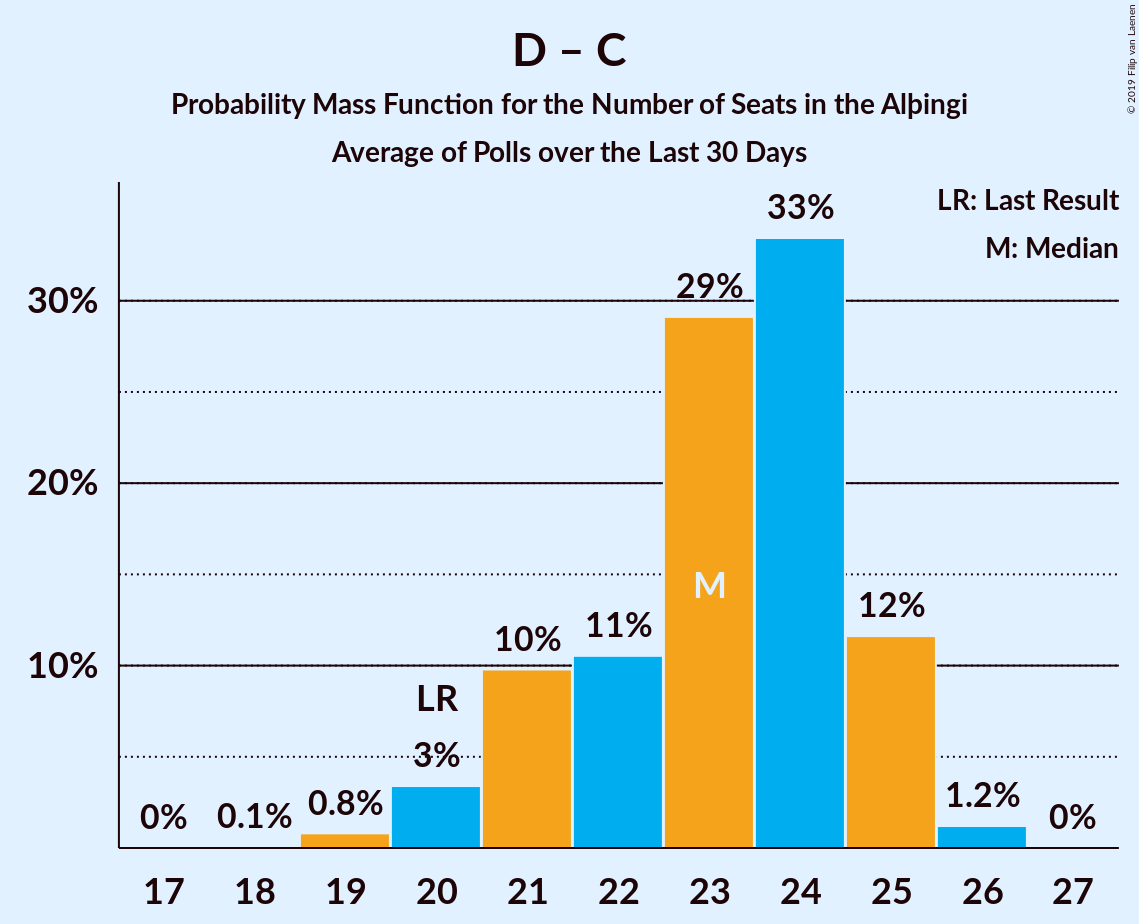 D – C
Probability Mass Function for the Number of Seats in the Alþingi
Average of Polls over the Last 30 Days
© 2019 Filip van Laenen
LR: Last Result
M: Median
30%
20%
10%
0%
0.1%
0.8%
LR
3%
10%
11%
29%
M
33%
12%
1.2%
0%
17 18 19 20 21 22 23 24 25 26 27